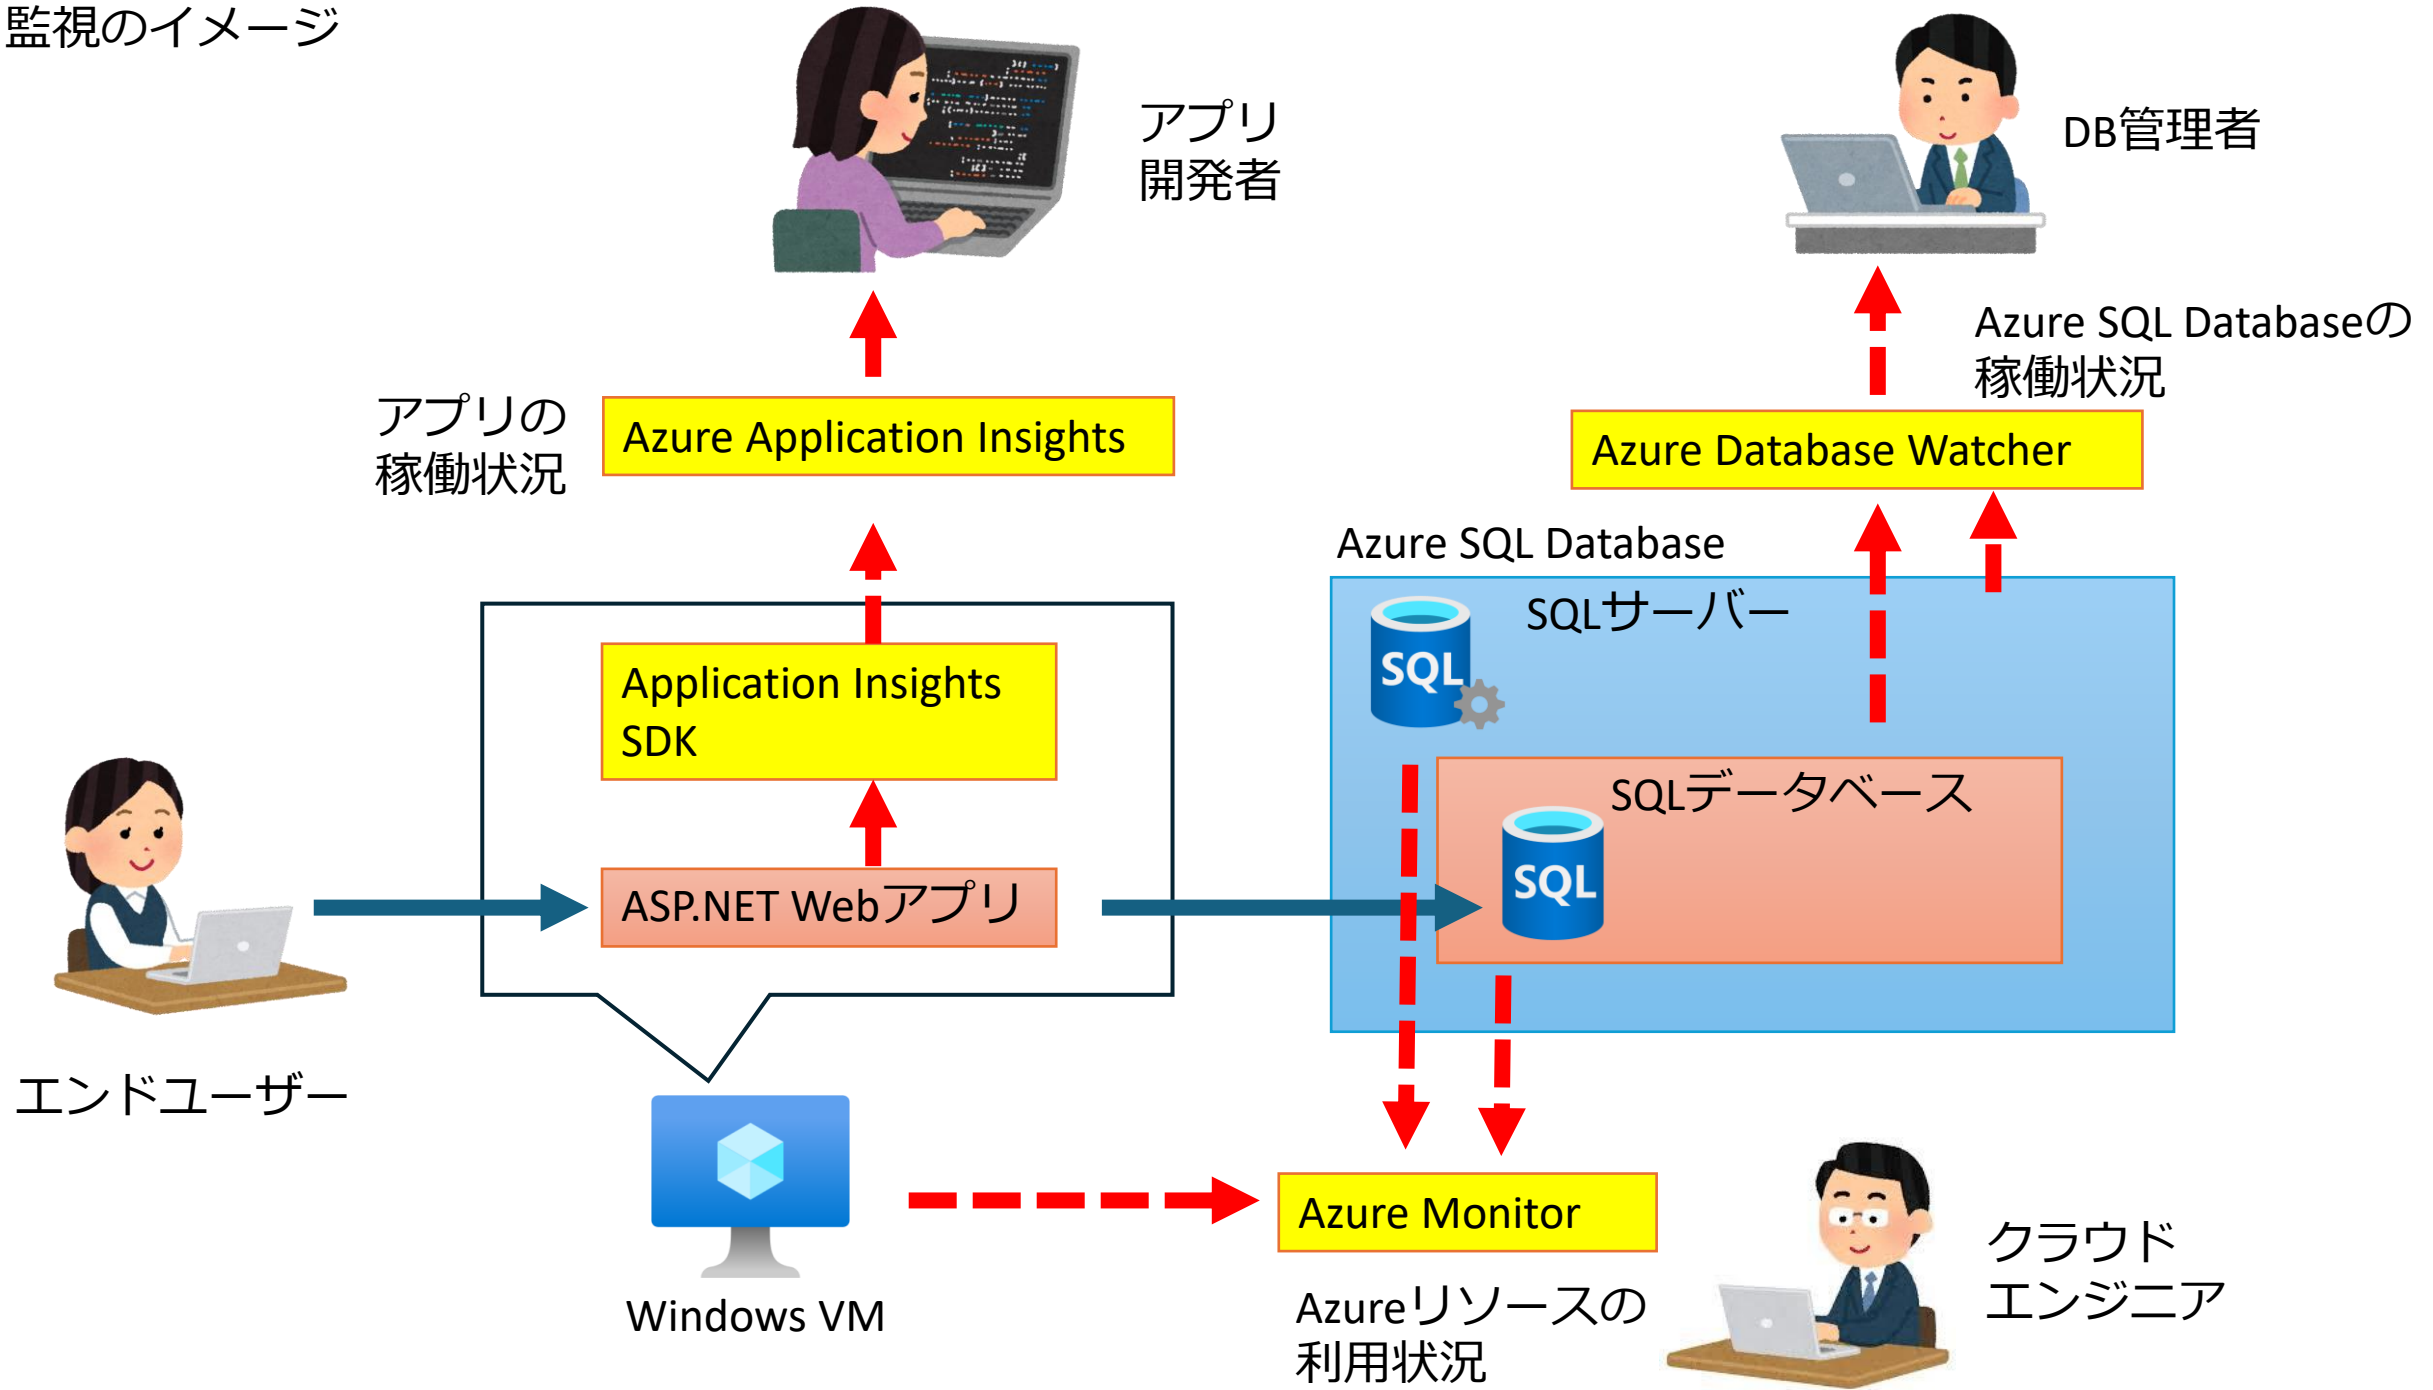 監視のイメージ
アプリ
開発者
DB管理者
Azure SQL Databaseの
稼働状況
アプリの
稼働状況
Azure Application Insights
Azure Database Watcher
Azure SQL Database
SQLサーバー
SQL
Application Insights
SDK
SQLデータベース
SQL
ASP.NET Webアプリ
エンドユーザー
Windows VM
Azure Monitor
Azureリソースの
利用状況
クラウド
エンジニア